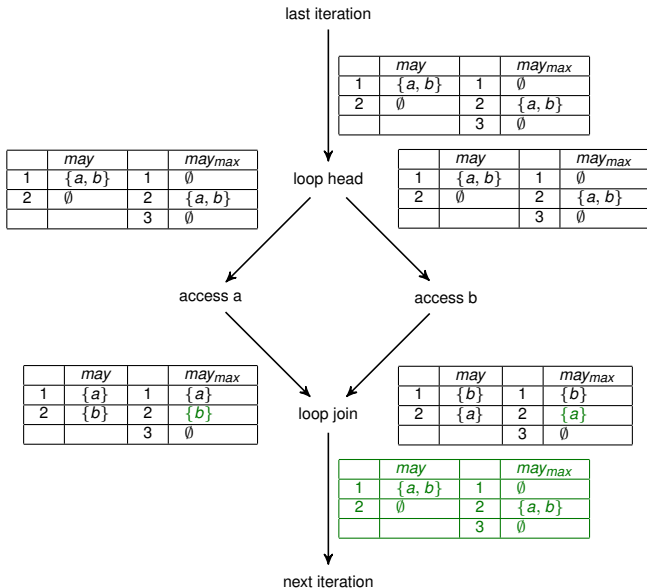 last iteration
may may_max
1 {a, b} 1 ∅
2 ∅ 2 {a, b}
3 ∅
may may_max
1 {a, b} 1 ∅
2 ∅ 2 {a, b}
3 ∅
loop head
may may_max
1 {a, b} 1 ∅
2 ∅ 2 {a, b}
3 ∅
access a
access b
may may_max
1 {a} 1 {a}
2 {b} 2 {b}
3 ∅
loop join
may may_max
1 {b} 1 {b}
2 {a} 2 {a}
3 ∅
may may_max
1 {a, b} 1 ∅
2 ∅ 2 {a, b}
3 ∅
next iteration